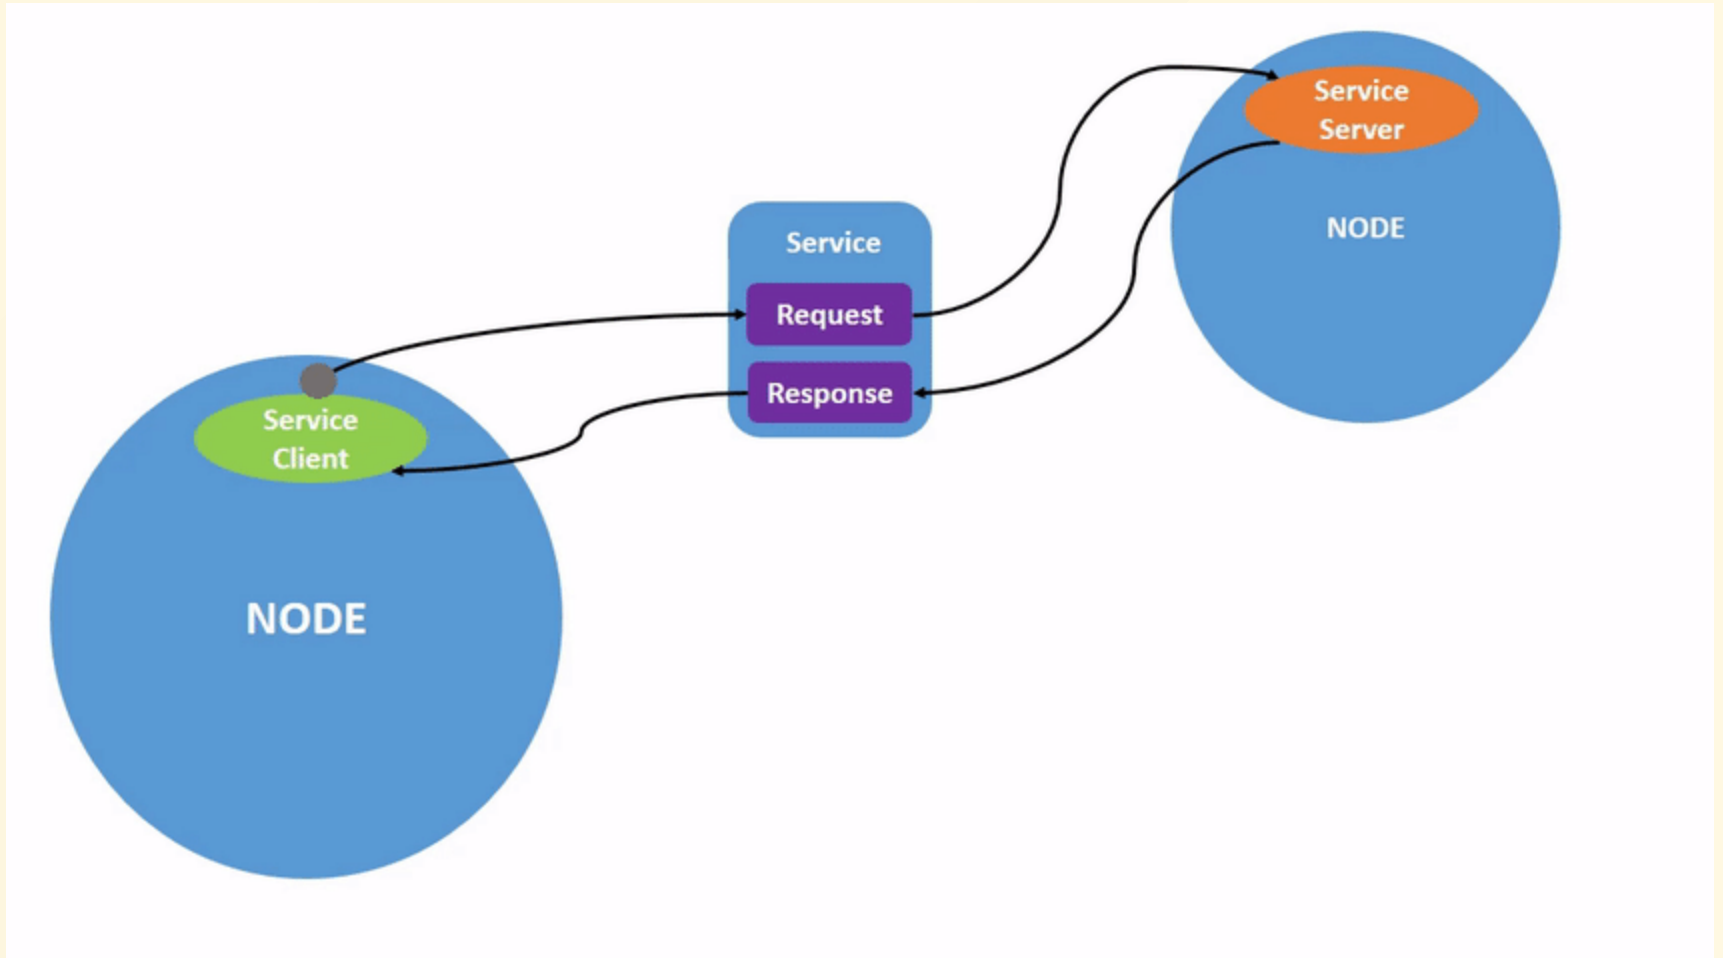 Service
Server
NODE
Service
Request
Response
Service
Client
NODE